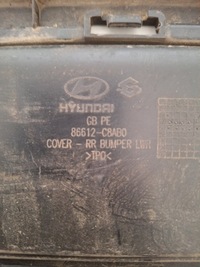 HYUNDAI
GB PE
86612-C8AB0
COVER - RR BUMPER LWR
>TPO<